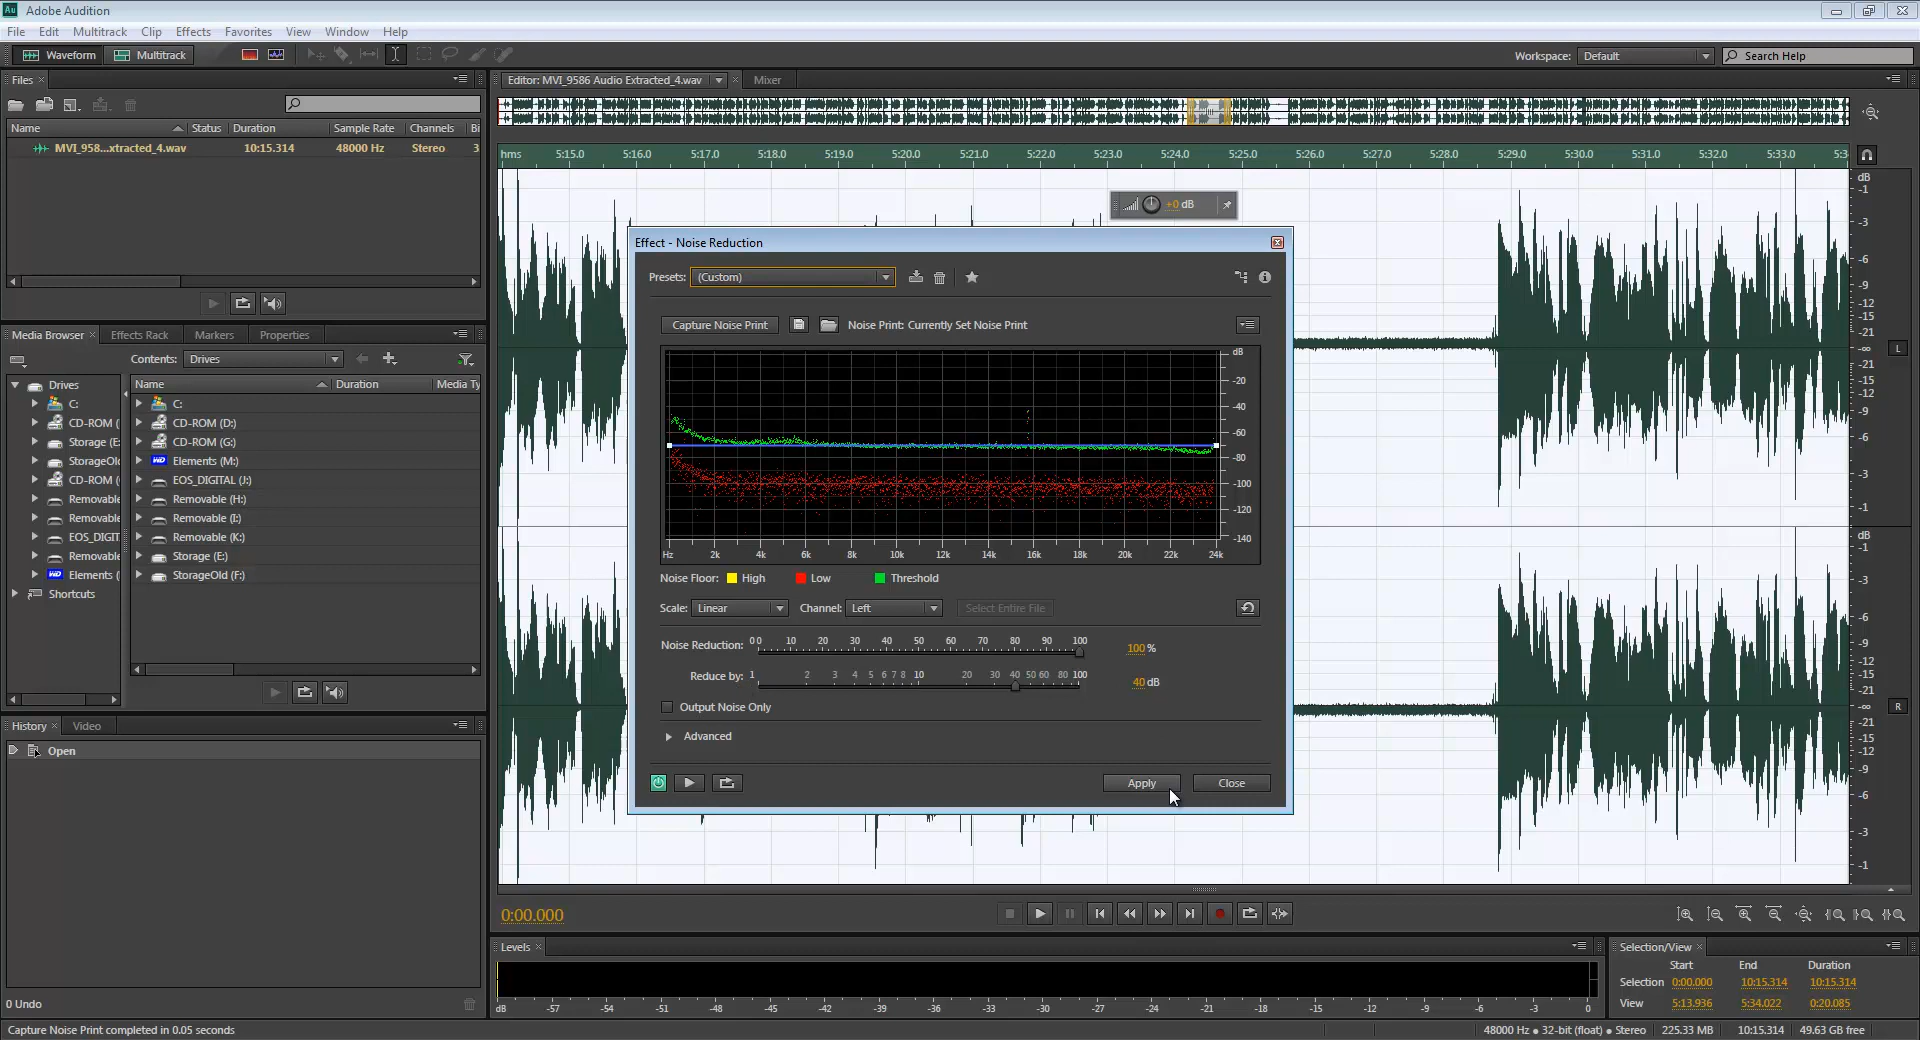 Au Adobe Audition
File Edit Multitrack Clip Effects Favorites View Window Help
Waveform Multitrack Workspace: Default Search Help
Files
Name Status Duration Sample Rate Channels Bi
MVI_958...xtracted_4.wav 10:15.314 48000 Hz Stereo 3
Media Browser Effects Rack Markers Properties
Contents: Drives
Drives
C:
CD-ROM (
Storage (E:
StorageOld
CD-ROM (
Removable
Removable
EOS_DIGIT
Removable
Elements (
Shortcuts
Name Duration Media Ty
C:
CD-ROM (D:)
CD-ROM (G:)
Elements (M:)
EOS_DIGITAL (J:)
Removable (H:)
Removable (I:)
Removable (K:)
Storage (E:)
StorageOld (F:)
History Video
Open
0 Undo
Capture Noise Print completed in 0.05 seconds
Editor: MVI_9586 Audio Extracted_4.wav Mixer
hms 5:15.0 5:16.0 5:17.0 5:18.0 5:19.0 5:20.0 5:21.0 5:22.0 5:23.0 5:24.0 5:25.0 5:26.0 5:27.0 5:28.0 5:29.0 5:30.0 5:31.0 5:32.0 5:33.0 5:3
+0 dB
dB
-1
-3
-6
-9
-12
-15
-21
-∞
-21
-15
-12
-9
-6
-3
-1
L
dB
-1
-3
-6
-9
-12
-15
-21
-∞
-21
-15
-12
-9
-6
-3
-1
R
Effect - Noise Reduction
Presets: (Custom)
Capture Noise Print Noise Print: Currently Set Noise Print
dB
-20
-40
-60
-80
-100
-120
-140
Hz 2k 4k 6k 8k 10k 12k 14k 16k 18k 20k 22k 24k
Noise Floor: High Low Threshold
Scale: Linear Channel: Left Select Entire File
Noise Reduction: 0 0 10 20 30 40 50 60 70 80 90 100 100 %
Reduce by: 1 2 3 4 5 6 7 8 10 20 30 40 50 60 80 100 40 dB
Output Noise Only
Advanced
Apply Close
0:00.000
Levels
dB -57 -54 -51 -48 -45 -42 -39 -36 -33 -30 -27 -24 -21 -18 -15 -12 -9 -6 -3 0
Selection/View
Start End Duration
Selection 0:00.000 10:15.314 10:15.314
View 5:13.936 5:34.022 0:20.085
48000 Hz ● 32-bit (float) ● Stereo 225.33 MB 10:15.314 49.63 GB free